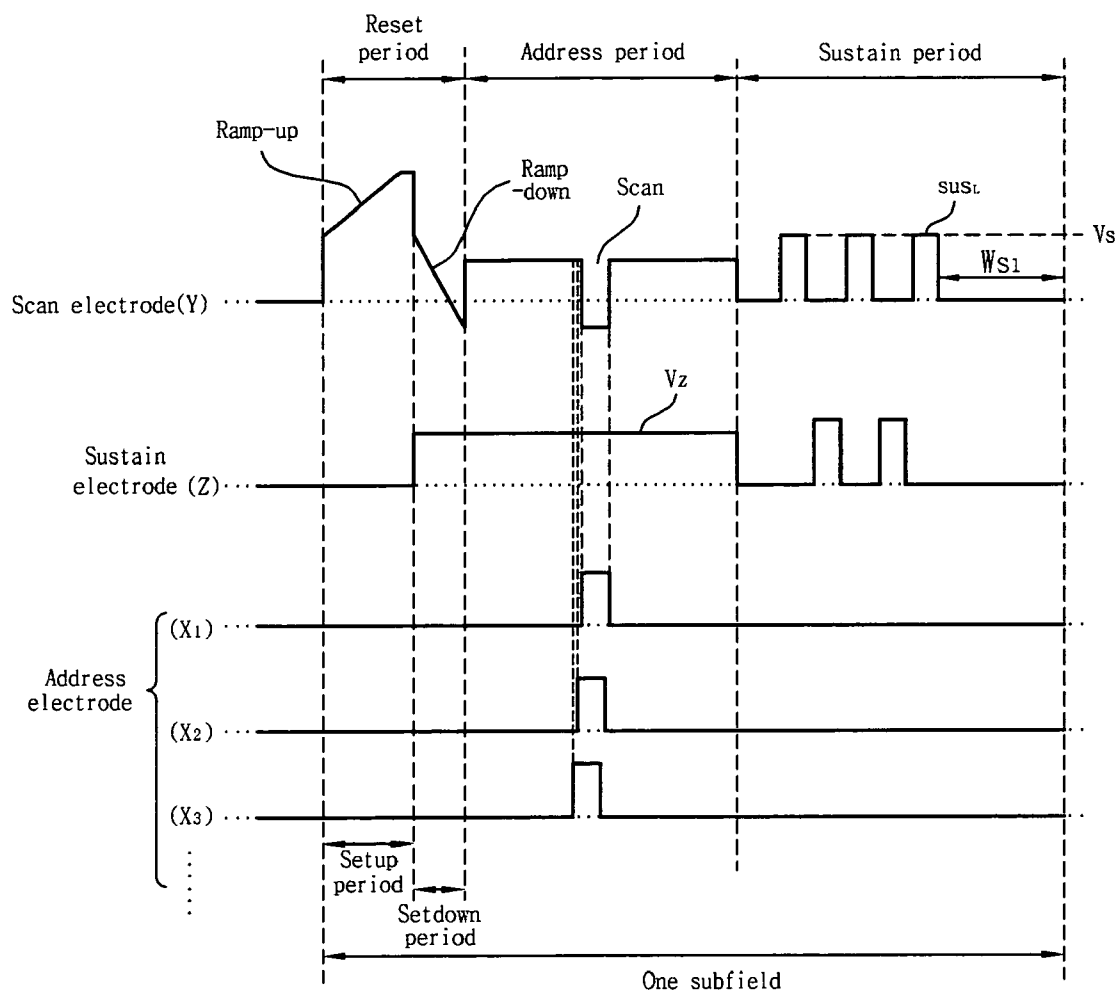 Reset
period
Address period
Sustain period
Ramp-up
Ramp
-down
Scan
susL
Vs
WS1
Scan electrode(Y)
Vz
Sustain
electrode (Z)
(X1)
Address
electrode
(X2)
(X3)
Setup
period
Setdown
period
One subfield